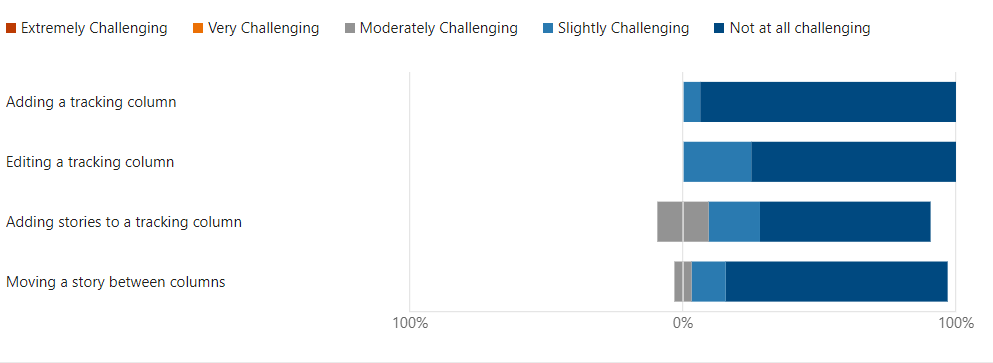 Extremely Challenging Very Challenging Moderately Challenging Slightly Challenging Not at all challenging
Adding a tracking column
Editing a tracking column
Adding stories to a tracking column
Moving a story between columns
100% 0% 100%